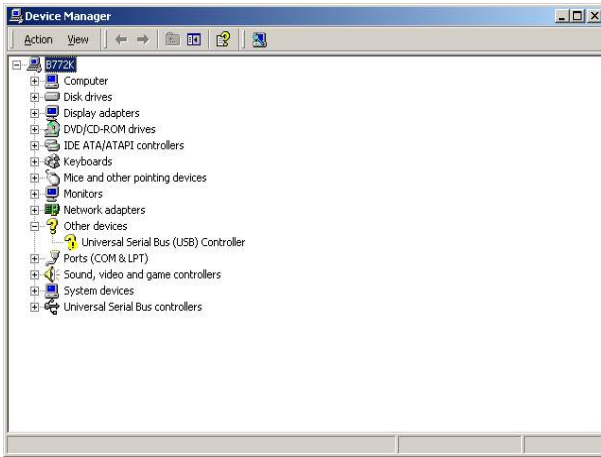 Device Manager
Action View
B772K
Computer
Disk drives
Display adapters
DVD/CD-ROM drives
IDE ATA/ATAPI controllers
Keyboards
Mice and other pointing devices
Monitors
Network adapters
Other devices
Universal Serial Bus (USB) Controller
Ports (COM & LPT)
Sound, video and game controllers
System devices
Universal Serial Bus controllers